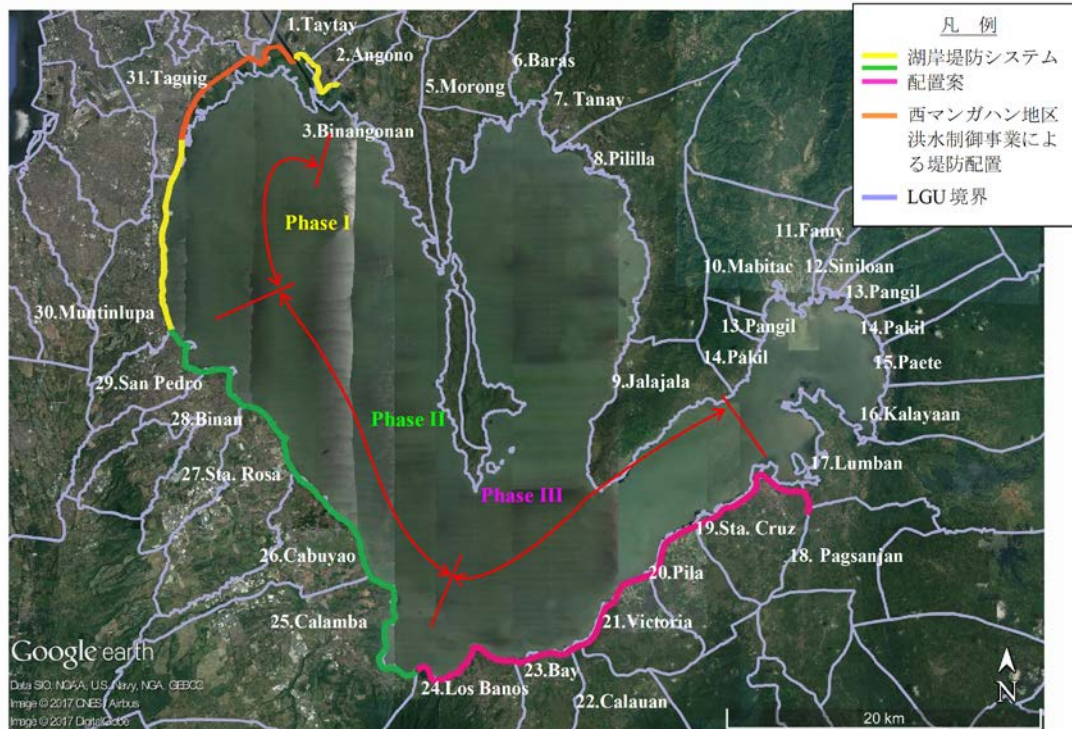 凡 例
湖岸堤防システム
配置案
西マンガハン地区
洪水制御事業によ
る堤防配置
LGU 境界
1.Taytay
2.Angono
31.Taguig
5.Morong
6.Baras
7. Tanay
3.Binangonan
8.Pililla
Phase I
11.Famy
10.Mabitac
12.Siniloan
13.Pangil
30.Muntinlupa
13.Pangil
14.Pakil
14.Pakil
15.Paete
29.San Pedro
9.Jalajala
28.Binan
Phase II
16.Kalayaan
27.Sta. Rosa
17.Lumban
Phase III
19.Sta. Cruz
26.Cabuyao
18. Pagsanjan
20.Pila
25.Calamba
21.Victoria
23.Bay
24.Los Banos
22.Calauan
Google earth
Data SIO, NOAA, U.S. Navy, NGA, GEBCO
Image © 2017 CNES / Airbus
Image © 2017 DigitalGlobe
N
20 km